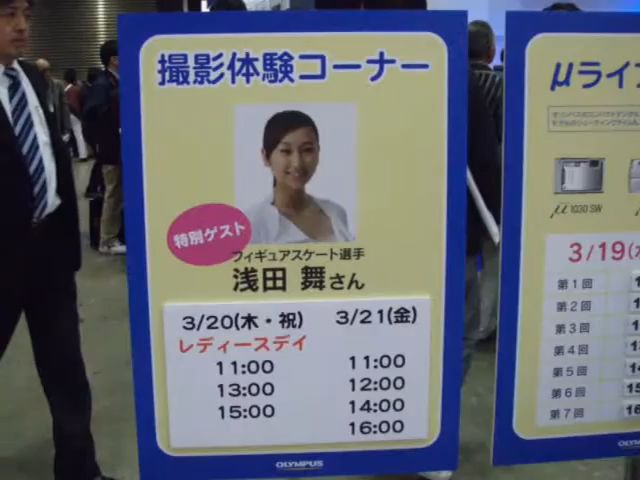 撮影体験コーナー
特別ゲスト
フィギュアスケート選手
浅田 舞さん
3/20(木・祝) 3/21(金)
レディースデイ
11:00 11:00
13:00 12:00
15:00 14:00
16:00
OLYMPUS
μライ
μ1030 SW
3/19(水
第1回
第2回
第3回
第4回
第5回
第6回
第7回
OLYM